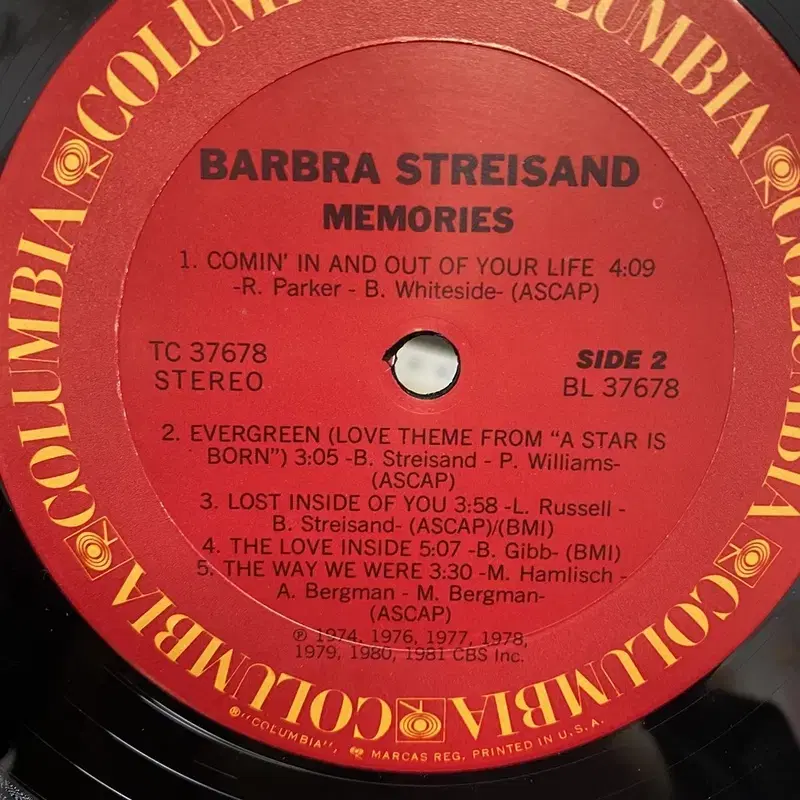 COLUMBIA COLUMBIA COLUMBIA COLUMBIA COLUMBIA COLUMBIA COLUMBIA COLUMBIA
BARBRA STREISAND
MEMORIES
1. COMIN' IN AND OUT OF YOUR LIFE 4:09
-R. Parker - B. Whiteside- (ASCAP)
TC 37678
STEREO
SIDE 2
BL 37678
2. EVERGREEN (LOVE THEME FROM "A STAR IS
BORN") 3:05 -B. Streisand - P. Williams-
(ASCAP)
3. LOST INSIDE OF YOU 3:58 -L. Russell -
B. Streisand- (ASCAP)/(BMI)
4. THE LOVE INSIDE 5:07 -B. Gibb- (BMI)
5. THE WAY WE WERE 3:30 -M. Hamlisch -
A. Bergman - M. Bergman-
(ASCAP)
℗ 1974, 1976, 1977, 1978,
1979, 1980, 1981 CBS Inc.
®"COLUMBIA", MARCAS REG. PRINTED IN U.S.A.